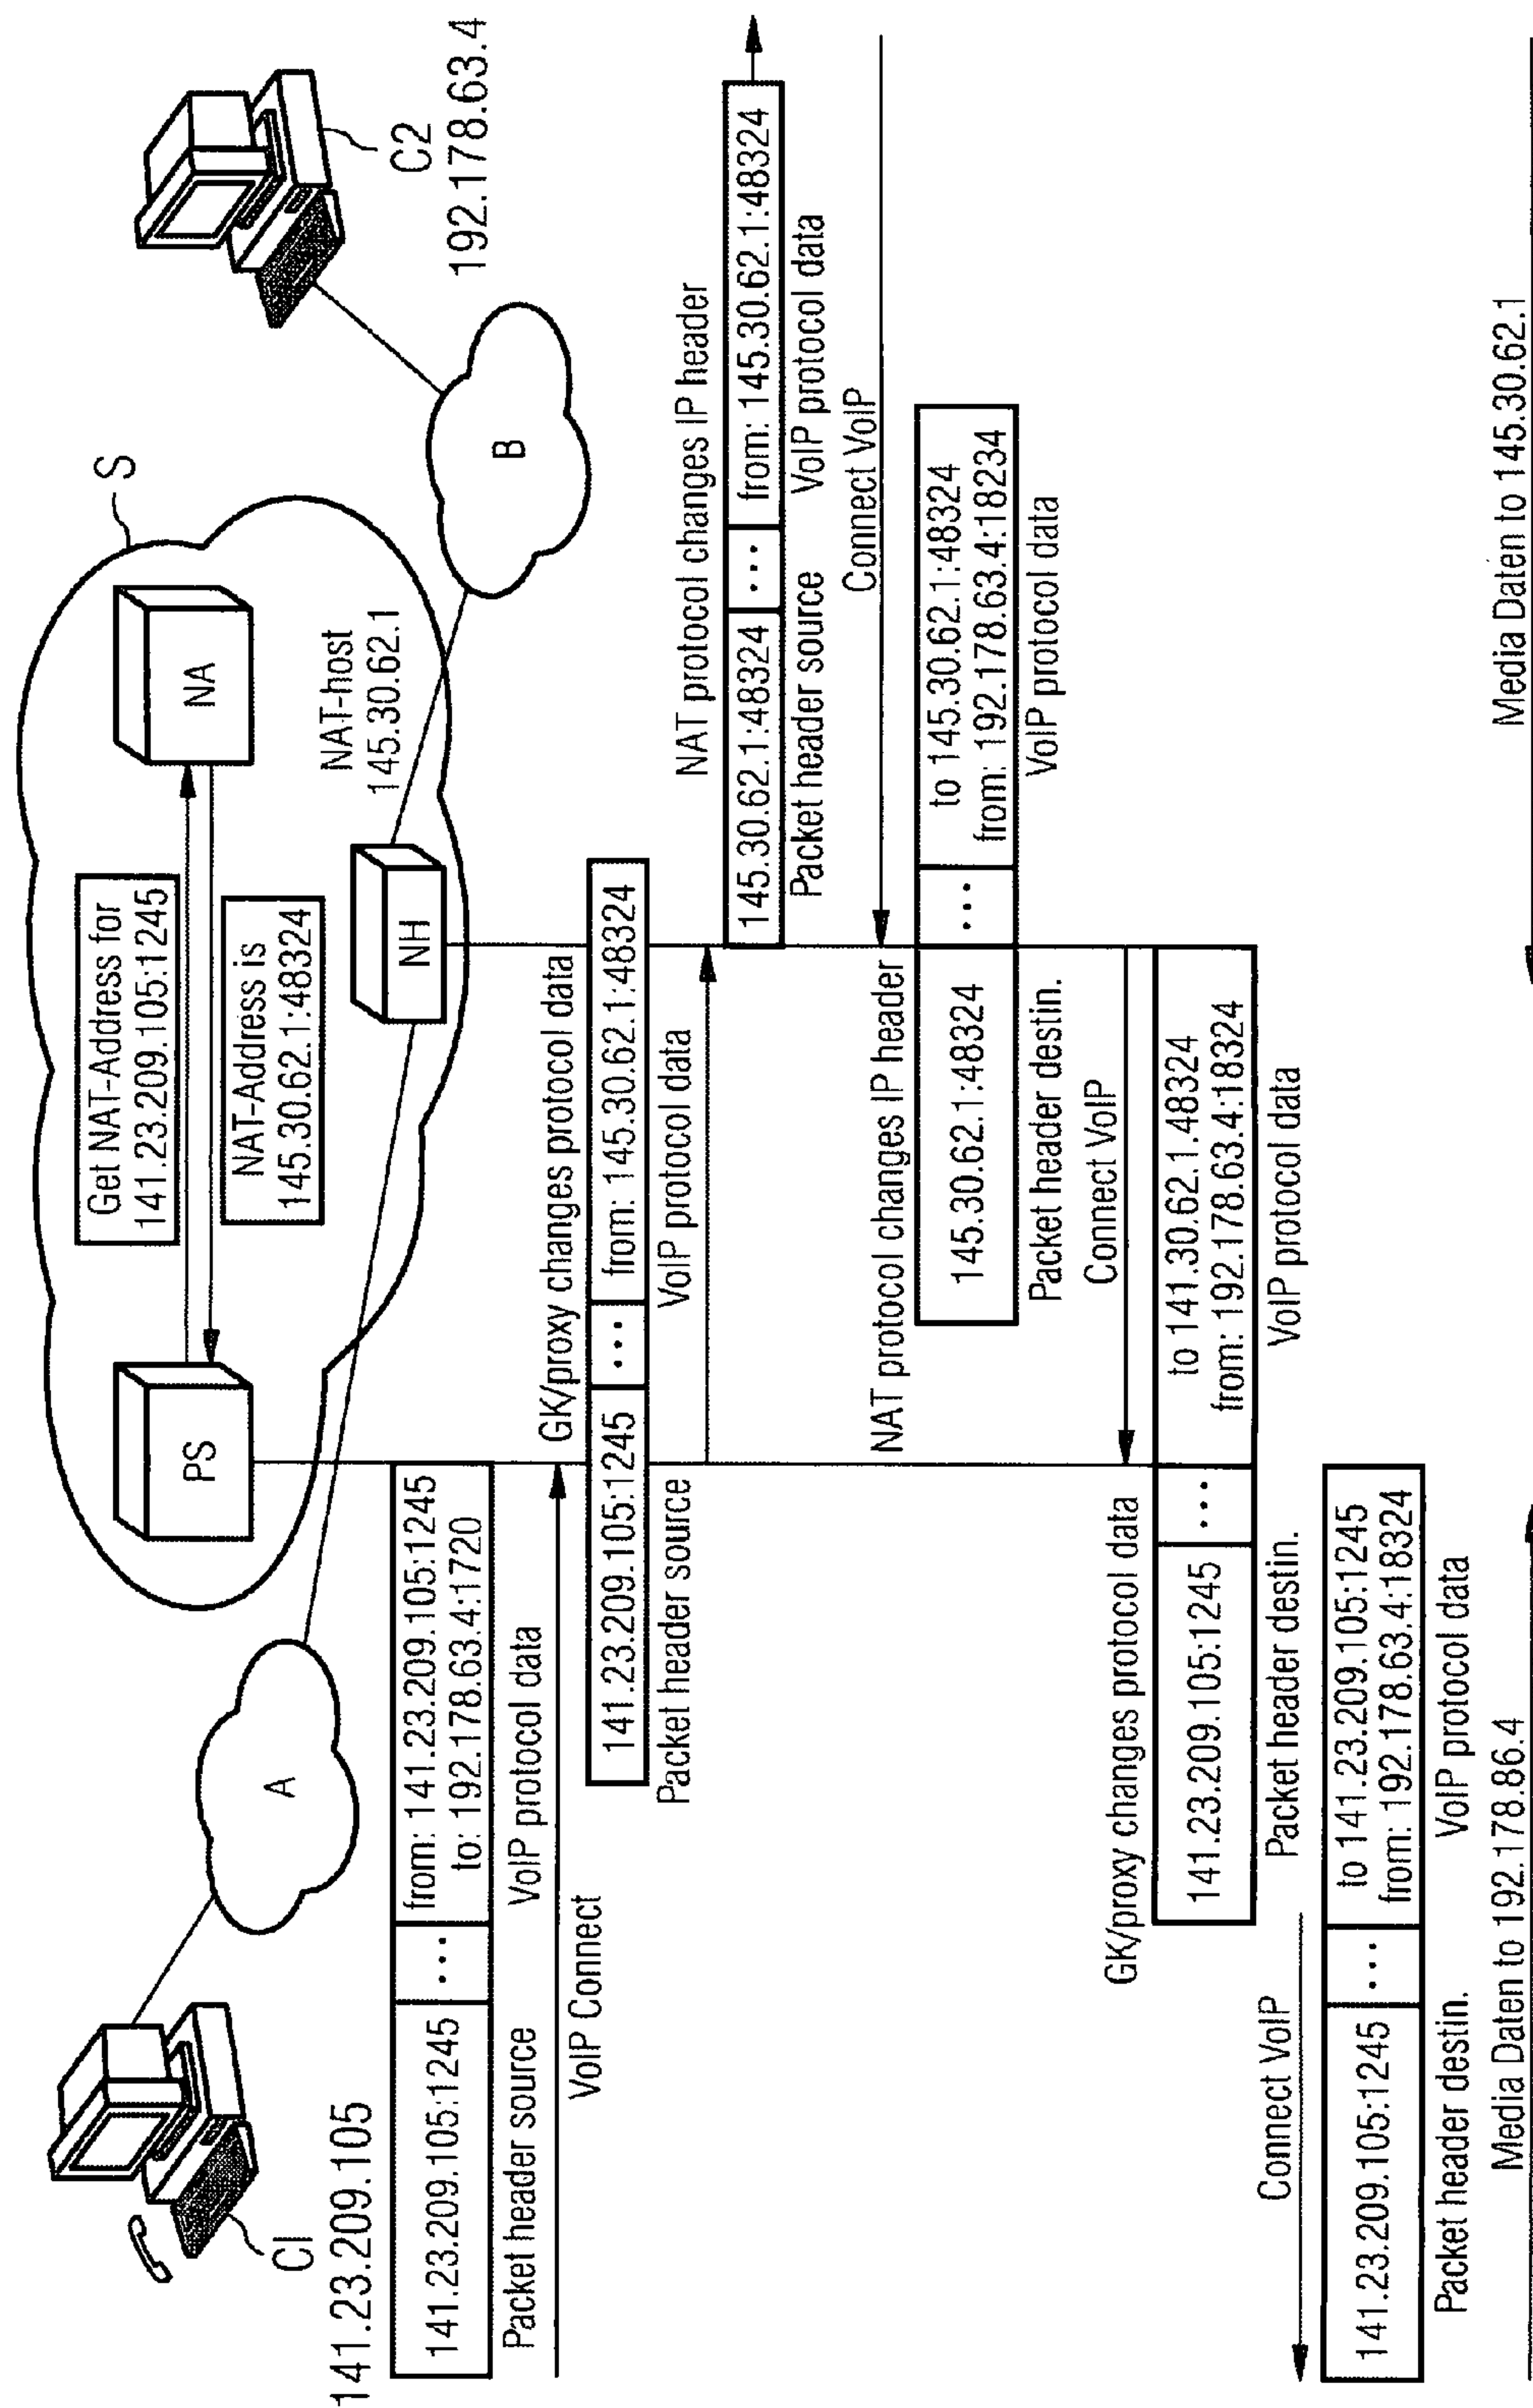 CI
141.23.209.105
A
S
PS
Get NAT-Address for
141.23.209.105:1245
NAT-Address is
145.30.62.1:48324
NA
NH
NAT-host
145.30.62.1
B
C2
192.178.63.4
141.23.209.105:1245
...
from: 141.23.209.105:1245
to: 192.178.63.4:1720
Packet header source
VoIP protocol data
VoIP Connect
GK/proxy changes protocol data
141.23.209.105:1245
...
from: 145.30.62.1:48324
Packet header source
VoIP protocol data
NAT protocol changes IP header
145.30.62.1:48324
...
from: 145.30.62.1:48324
Packet header source
VoIP protocol data
Connect VoIP
NAT protocol changes IP header
145.30.62.1:48324
...
to 145.30.62.1:48324
from: 192.178.63.4:18234
Packet header destin.
VoIP protocol data
Connect VoIP
GK/proxy changes protocol data
141.23.209.105:1245
...
to 141.30.62.1.48324
from: 192.178.63.4:18324
Packet header destin.
VoIP protocol data
Connect VoIP
141.23.209.105:1245
...
to 141.23.209.105:1245
from: 192.178.63.4:18324
Packet header destin.
VoIP protocol data
Media Daten to 192.178.86.4
Media Daten to 145.30.62.1